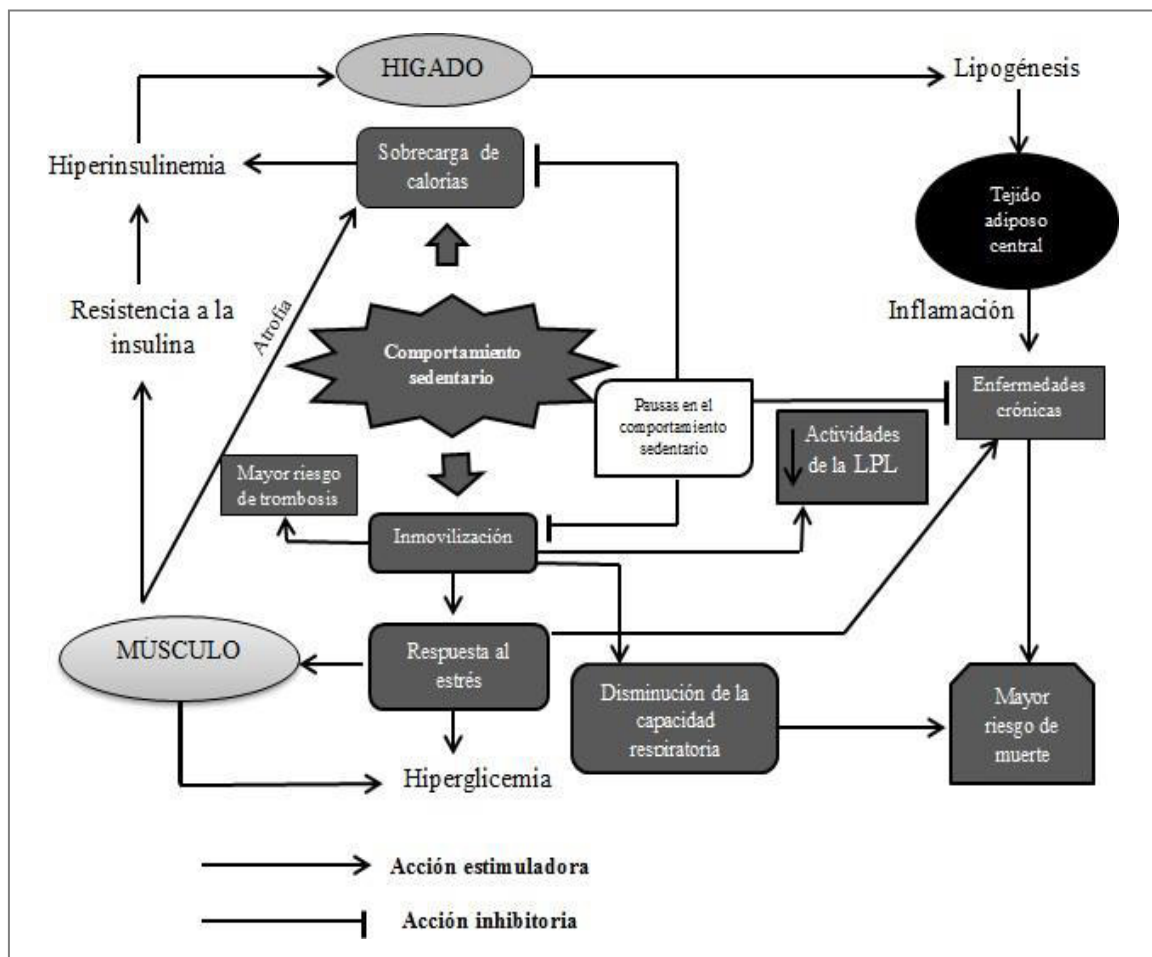 HIGADO
Lipogénesis
Hiperinsulinemia
Sobrecarga de
calorías
Tejido
adiposo
central
Resistencia a la
insulina
Atrofia
Inflamación
Comportamiento
sedentario
Pausas en el
comportamiento
sedentario
Enfermedades
crónicas
Actividades
de la LPL
Mayor riesgo
de trombosis
Inmovilización
MÚSCULO
Respuesta al
estrés
Disminución de la
capacidad
respiratoria
Mayor
riesgo de
muerte
Hiperglicemia
Acción estimuladora
Acción inhibitoria